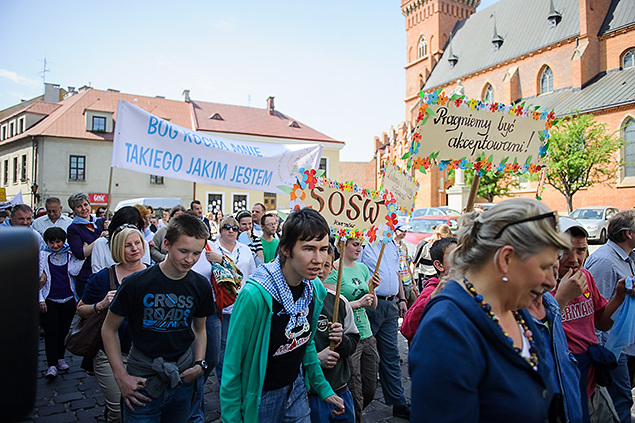 BÓG KOCHA MNIE
TAKIEGO JAKIM JESTEM
Pragniemy być
akceptowani!
SOSW
CROSS
ROADS